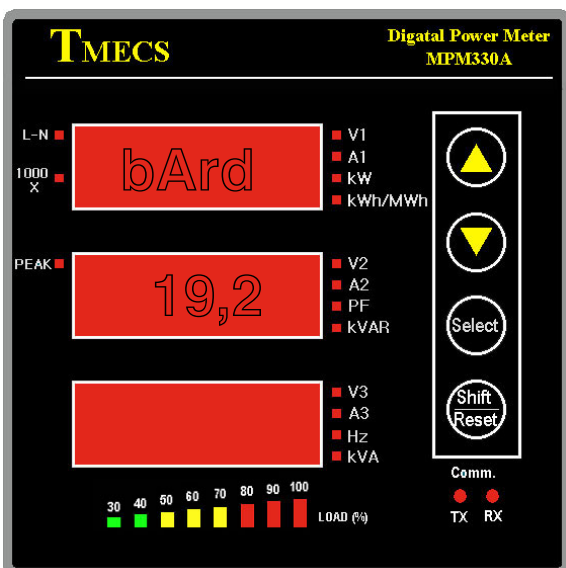 TMECS
Digatal Power Meter
MPM330A
L-N
1000
X
bArd
V1
A1
kW
kWh/MWh
PEAK
19,2
V2
A2
PF
kVAR
V3
A3
Hz
kVA
30 40 50 60 70 80 90 100
LOAD (%)
Select
Shift
Reset
Comm.
TX RX